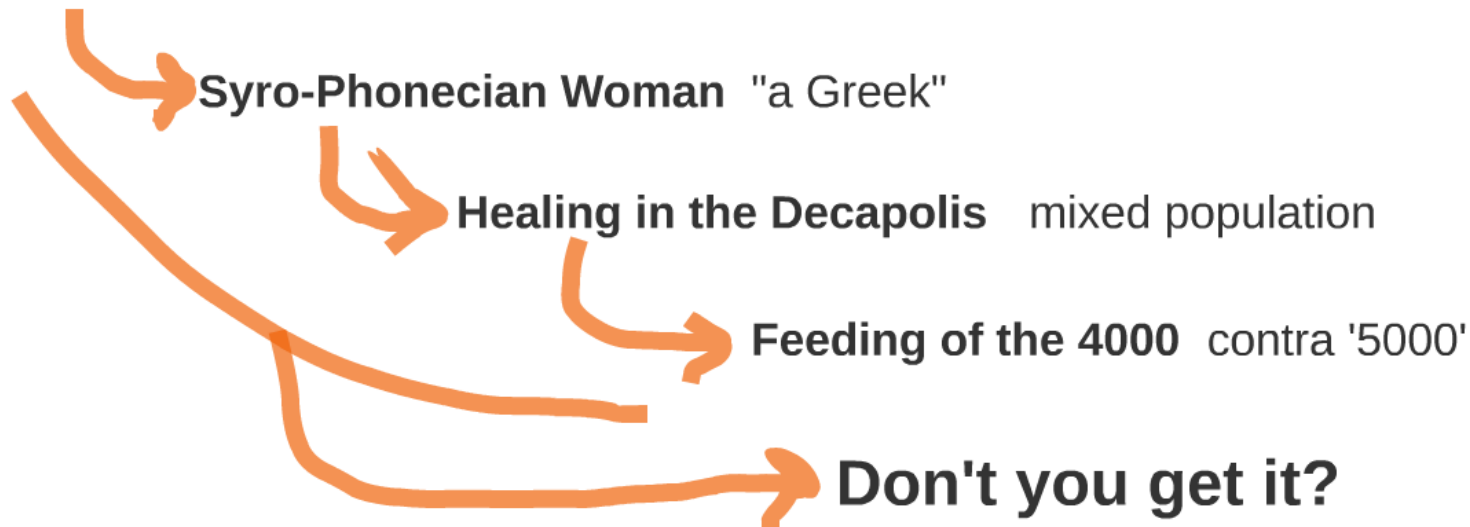 Syro-Phonecian Woman "a Greek"
Healing in the Decapolis mixed population
Feeding of the 4000 contra '5000'
Don't you get it?